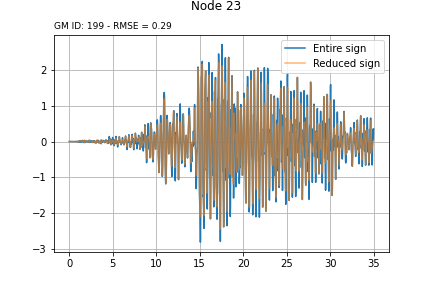 Node 23
GM ID: 199 - RMSE = 0.29
Entire sign
Reduced sign
2
1
0
−1
−2
−3
0 5 10 15 20 25 30 35